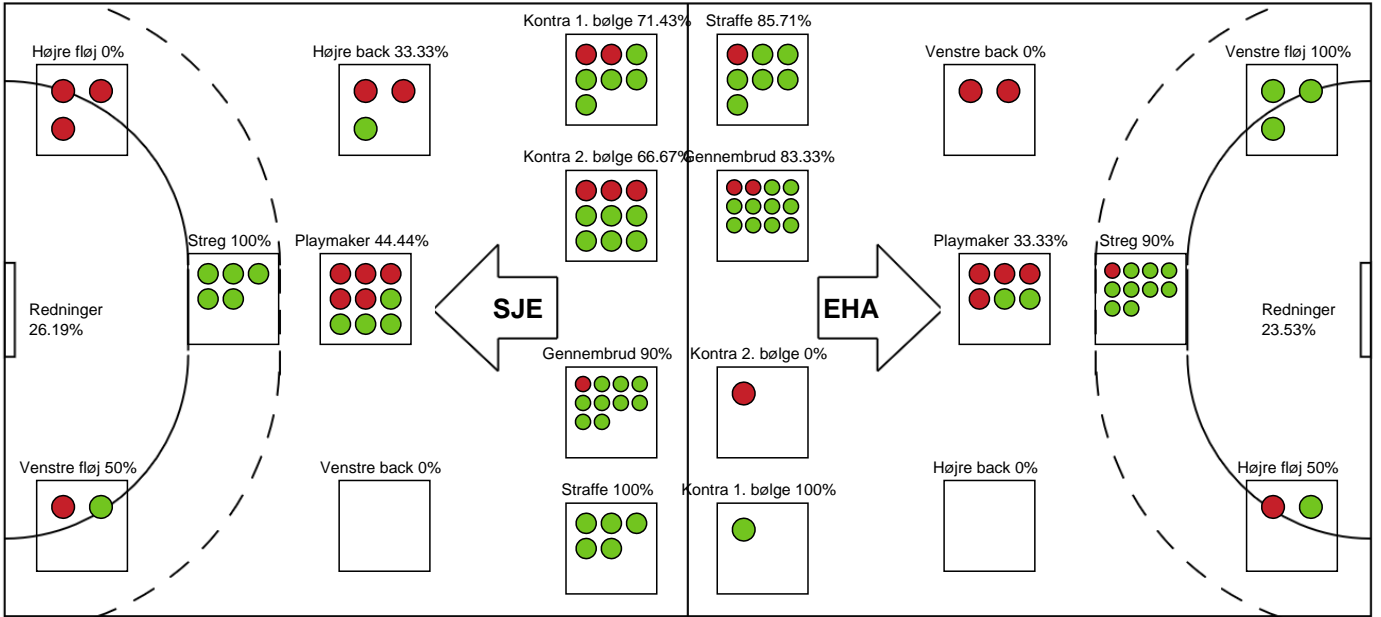 Kontra 1. bølge 71.43%
Straffe 85.71%
Højre fløj 0%
Højre back 33.33%
Venstre back 0%
Venstre fløj 100%
Kontra 2. bølge 66.67%
Gennembrud 83.33%
Streg 100%
Playmaker 44.44%
Playmaker 33.33%
Streg 90%
Redninger
26.19%
SJE
EHA
Redninger
23.53%
Gennembrud 90%
Kontra 2. bølge 0%
Venstre fløj 50%
Venstre back 0%
Straffe 100%
Kontra 1. bølge 100%
Højre back 0%
Højre fløj 50%